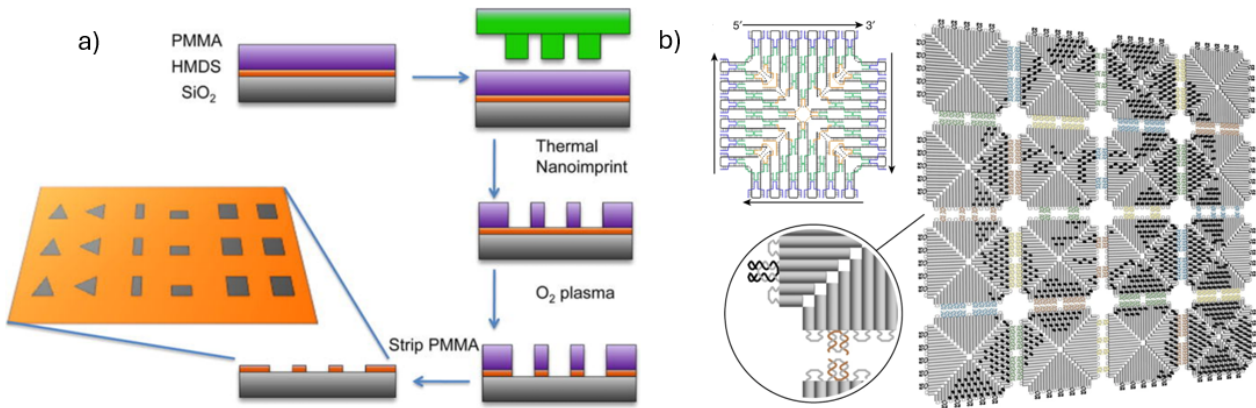 a)
PMMA
HMDS
SiO₂
Thermal
Nanoimprint
O₂ plasma
Strip PMMA
b)
5′ 3′